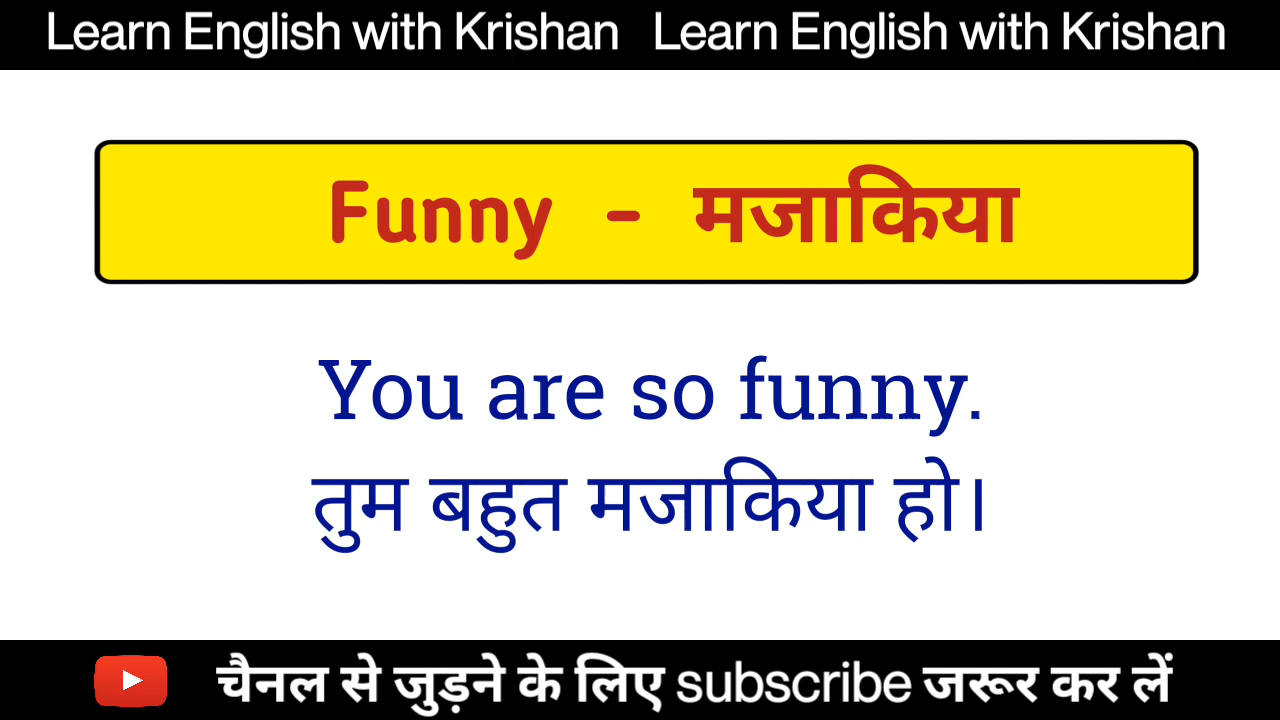 Learn English with Krishan Learn English with Krishan
Funny - मजाकिया
You are so funny.
तुम बहुत मजाकिया हो।
चैनल से जुड़ने के लिए subscribe जरूर कर लें